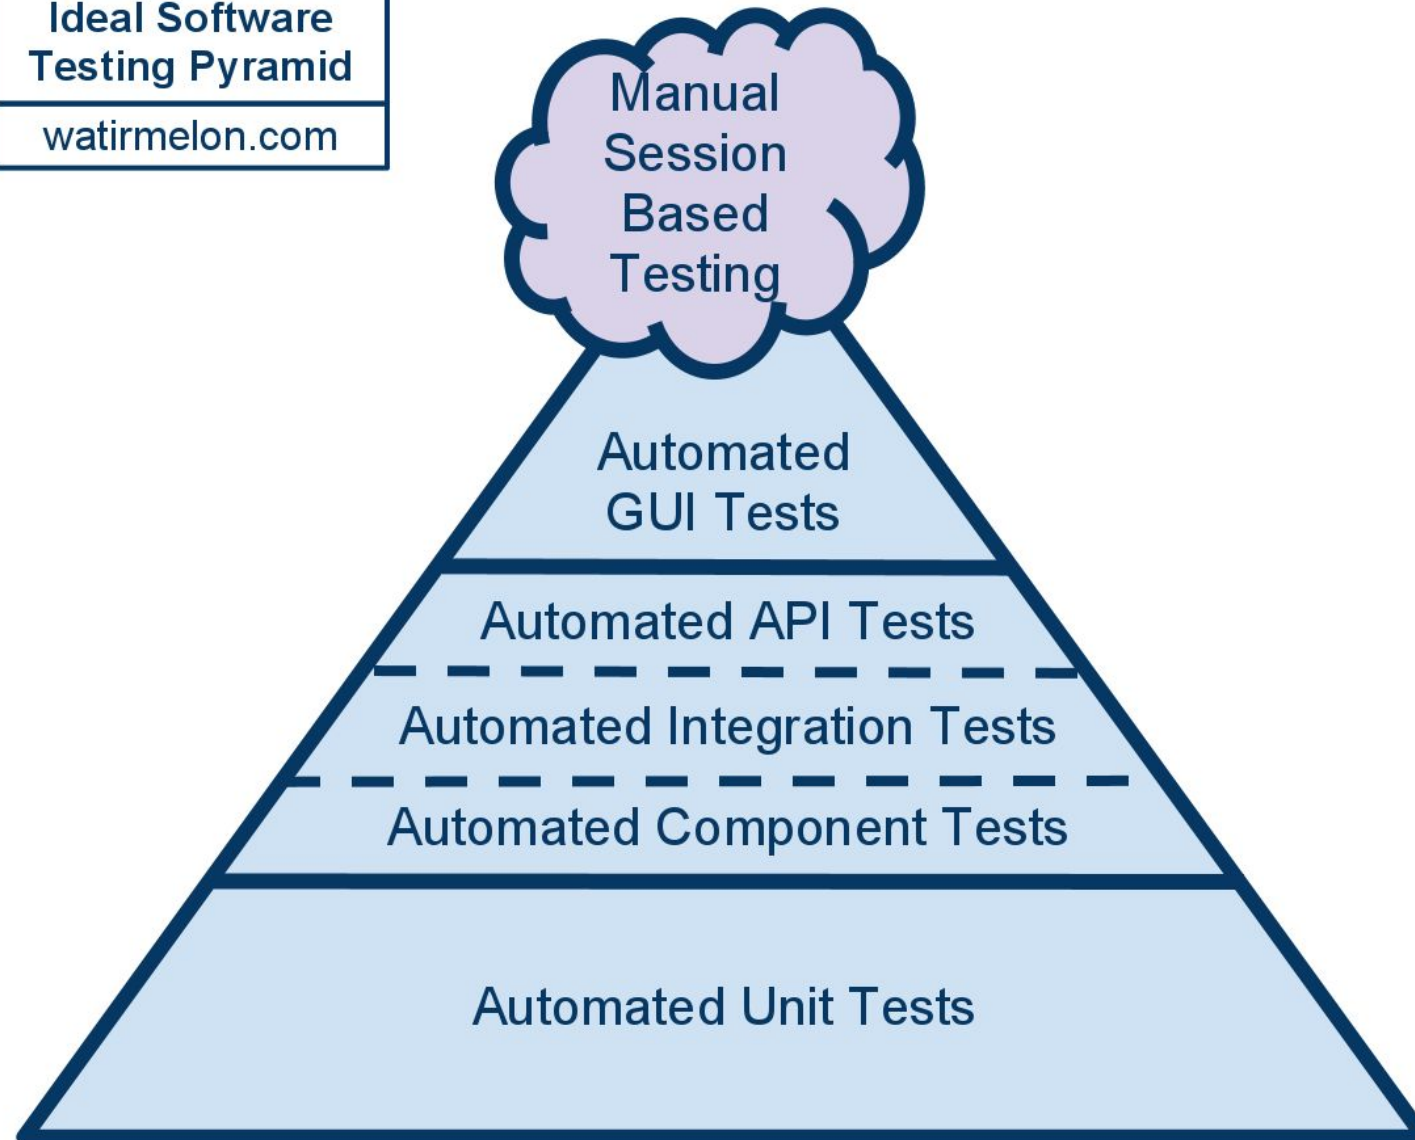 Ideal Software
Testing Pyramid
watirmelon.com
Manual
Session
Based
Testing
Automated
GUI Tests
Automated API Tests
Automated Integration Tests
Automated Component Tests
Automated Unit Tests